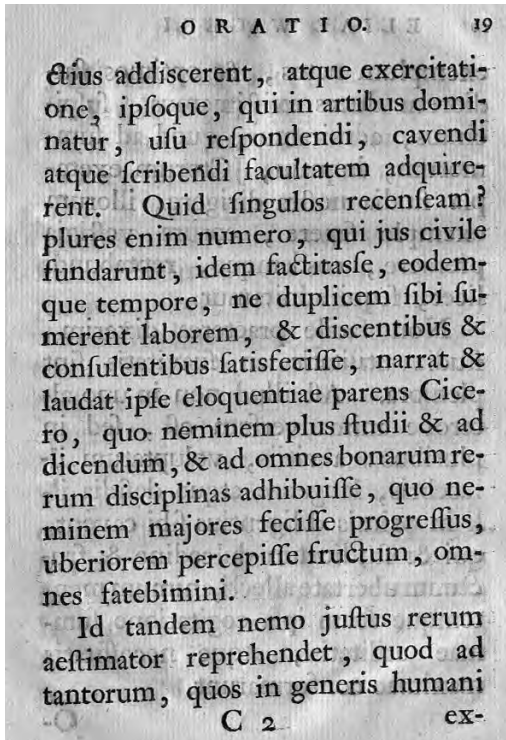 ORATIO. 19
ctius addiscerent, atque exercitati-
one, ipſoque, qui in artibus domi-
natur, uſu reſpondendi, cavendi
atque ſcribendi facultatem adquire-
rent. Quid ſingulos recenſeam?
plures enim numero, qui jus civile
fundarunt, idem factitasſe, eodem-
que tempore, ne duplicem ſibi ſu-
merent laborem, & discentibus &
conſulentibus ſatisfeciſſe, narrat &
laudat ipſe eloquentiae parens Cice-
ro, quo neminem plus ſtudii & ad
dicendum, & ad omnes bonarum re-
rum disciplinas adhibuiſſe, quo ne-
minem majores feciſſe progreſſus,
uberiorem percepiſſe fructum, om-
nes fatebimini.
Id tandem nemo juſtus rerum
aeſtimator reprehendet, quod ad
tantorum, quos in generis humani
C 2 ex-